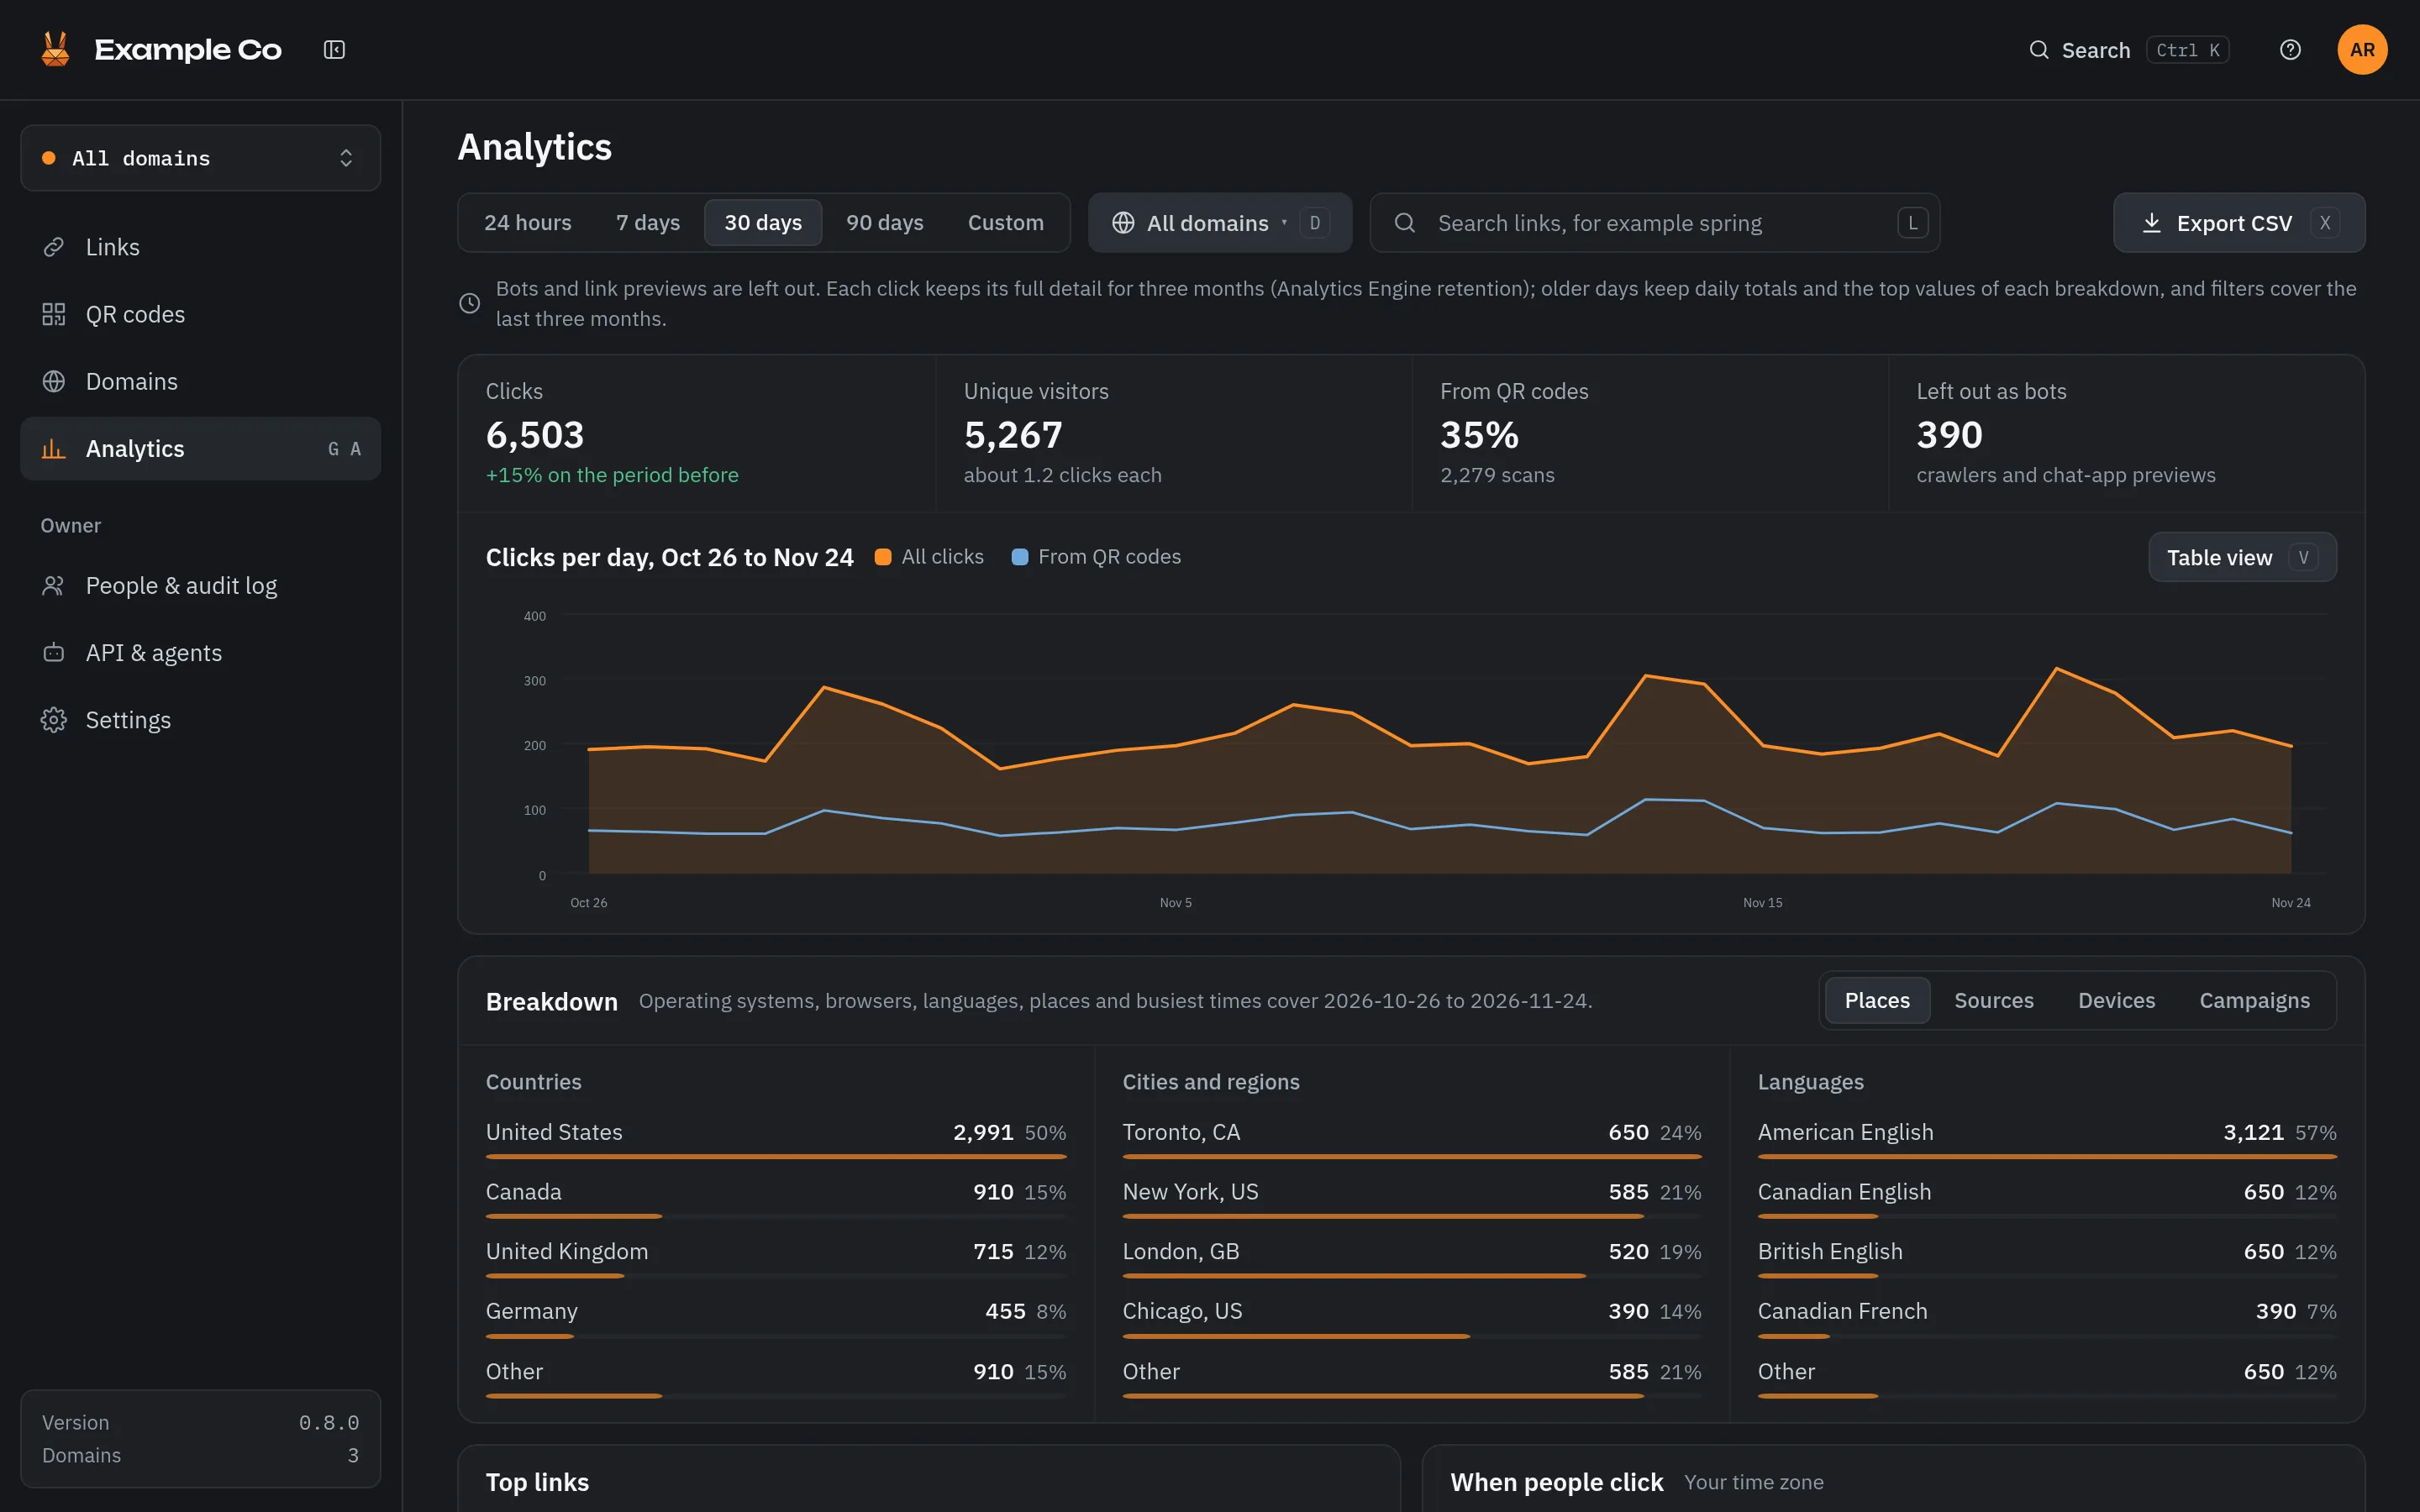 Example Co
Search Ctrl K
AR
All domains
Links
QR codes
Domains
Analytics G A
Owner
People & audit log
API & agents
Settings
Version 0.8.0
Domains 3
Analytics
24 hours 7 days 30 days 90 days Custom
All domains D
Search links, for example spring L
Export CSV X
Bots and link previews are left out. Each click keeps its full detail for three months (Analytics Engine retention); older days keep daily totals and the top values of each breakdown, and filters cover the
last three months.
Clicks
6,503
+15% on the period before
Unique visitors
5,267
about 1.2 clicks each
From QR codes
35%
2,279 scans
Left out as bots
390
crawlers and chat-app previews
Clicks per day, Oct 26 to Nov 24 All clicks From QR codes
Table view V
400
300
200
100
0
Oct 26 Nov 5 Nov 15 Nov 24
Breakdown Operating systems, browsers, languages, places and busiest times cover 2026-10-26 to 2026-11-24.
Places Sources Devices Campaigns
Countries
United States 2,991 50%
Canada 910 15%
United Kingdom 715 12%
Germany 455 8%
Other 910 15%
Cities and regions
Toronto, CA 650 24%
New York, US 585 21%
London, GB 520 19%
Chicago, US 390 14%
Other 585 21%
Languages
American English 3,121 57%
Canadian English 650 12%
British English 650 12%
Canadian French 390 7%
Other 650 12%
Top links
When people click Your time zone